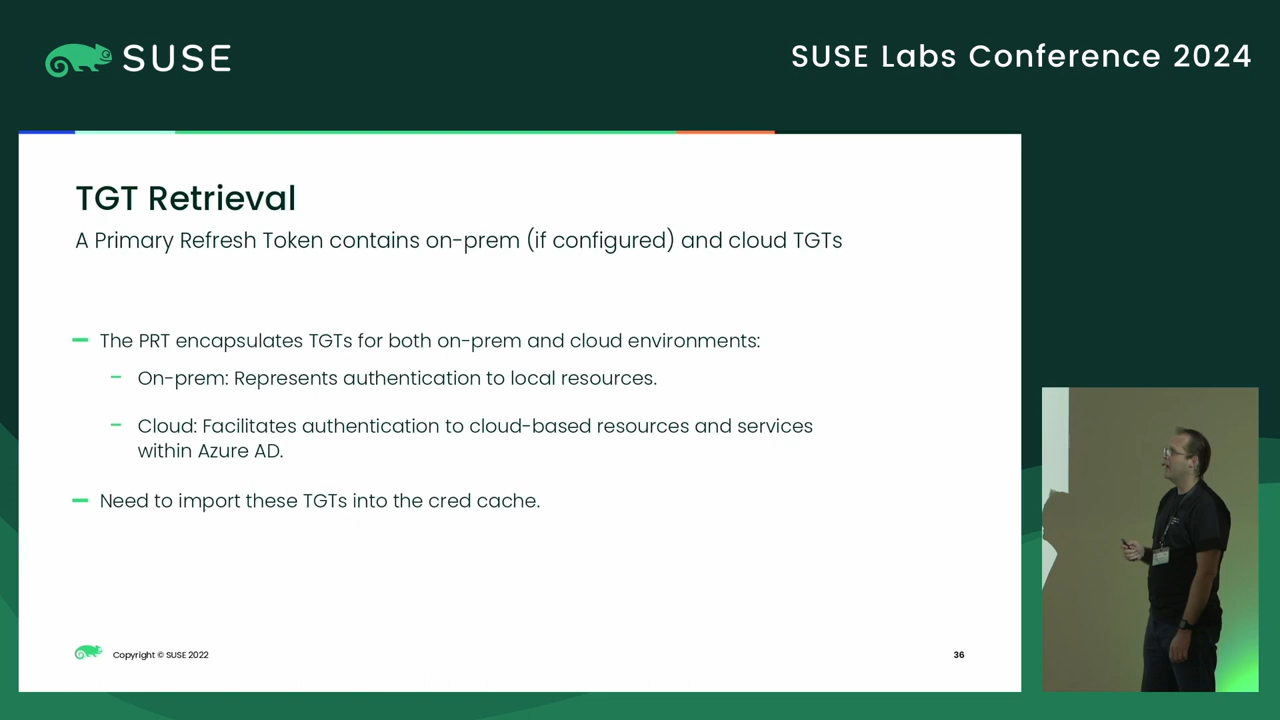 SUSE
SUSE Labs Conference 2024
TGT Retrieval
A Primary Refresh Token contains on-prem (if configured) and cloud TGTs
The PRT encapsulates TGTs for both on-prem and cloud environments:
On-prem: Represents authentication to local resources.
Cloud: Facilitates authentication to cloud-based resources and services
within Azure AD.
Need to import these TGTs into the cred cache.
Copyright © SUSE 2022
36